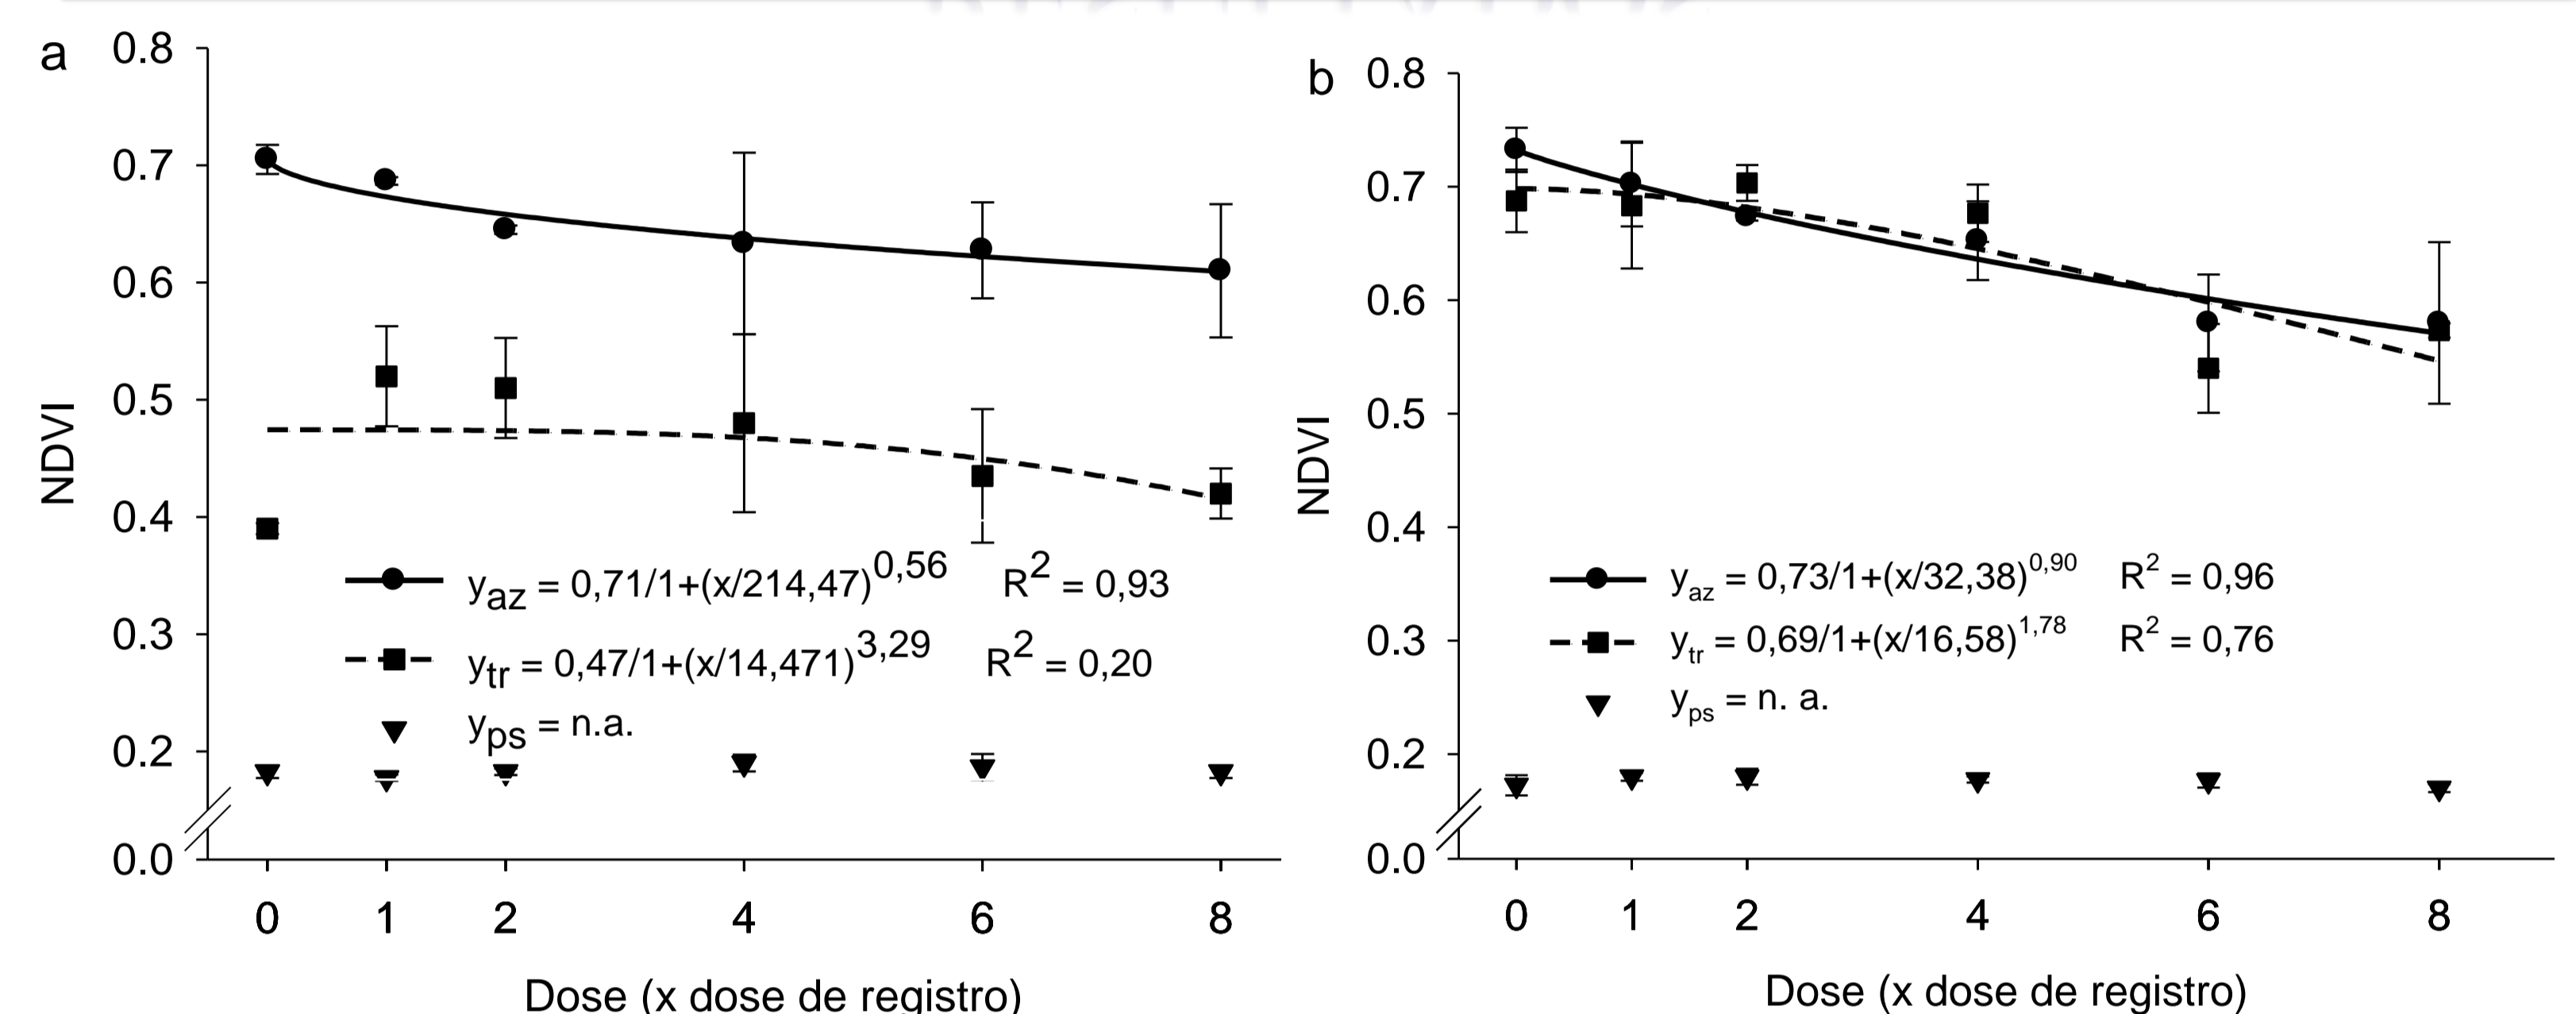 a
0.8
0.7
0.6
0.5
0.4
0.3
0.2
0.0
NDVI
y_az = 0,71/1+(x/214,47)^0,56 R^2 = 0,93
y_tr = 0,47/1+(x/14,471)^3,29 R^2 = 0,20
y_ps = n.a.
0 1 2 4 6 8
Dose (x dose de registro)
b
0.8
0.7
0.6
0.5
0.4
0.3
0.2
0.0
NDVI
y_az = 0,73/1+(x/32,38)^0,90 R^2 = 0,96
y_tr = 0,69/1+(x/16,58)^1,78 R^2 = 0,76
y_ps = n. a.
0 1 2 4 6 8
Dose (x dose de registro)